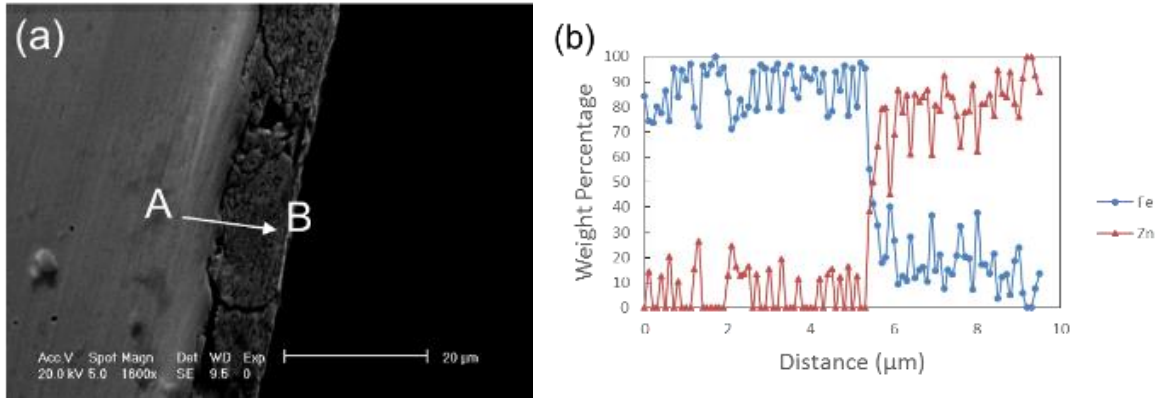 (a)
A
B
Acc.V Spot Magn Det WD Exp
20.0 kV 5.0 1600x SE 9.5 0
20 µm
(b)
100
90
80
70
60
50
40
30
20
10
0
0 2 4 6 8 10
Weight Percentage
Distance (µm)
Fe
Zn